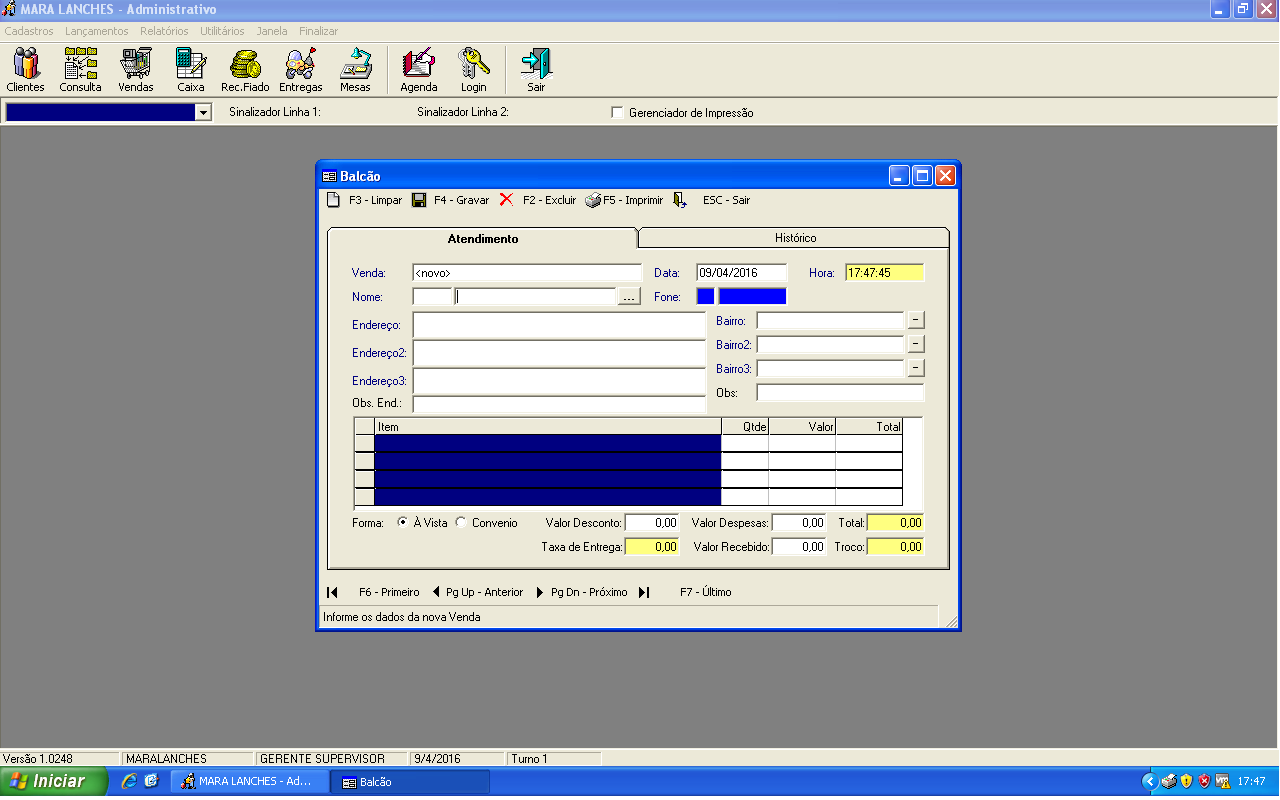 MARA LANCHES - Administrativo
Cadastros Lançamentos Relatórios Utilitários Janela Finalizar
Clientes Consulta Vendas Caixa Rec.Fiado Entregas Mesas Agenda Login Sair
Sinalizador Linha 1: Sinalizador Linha 2: Gerenciador de Impressão
Balcão
F3 - Limpar F4 - Gravar F2 - Excluir F5 - Imprimir ESC - Sair
Atendimento Histórico
Venda: <novo> Data: 09/04/2016 Hora: 17:47:45
Nome: ... Fone:
Endereço: Bairro: -
Endereço2: Bairro2: -
Endereço3: Bairro3: -
Obs. End.: Obs:
Item Qtde Valor Total
Forma: À Vista Convenio Valor Desconto: 0,00 Valor Despesas: 0,00 Total: 0,00
Taxa de Entrega: 0,00 Valor Recebido: 0,00 Troco: 0,00
F6 - Primeiro Pg Up - Anterior Pg Dn - Próximo F7 - Último
Informe os dados da nova Venda
Versão 1.0248 MARALANCHES GERENTE SUPERVISOR 9/4/2016 Turno 1
Iniciar MARA LANCHES - Ad... Balcão 17:47